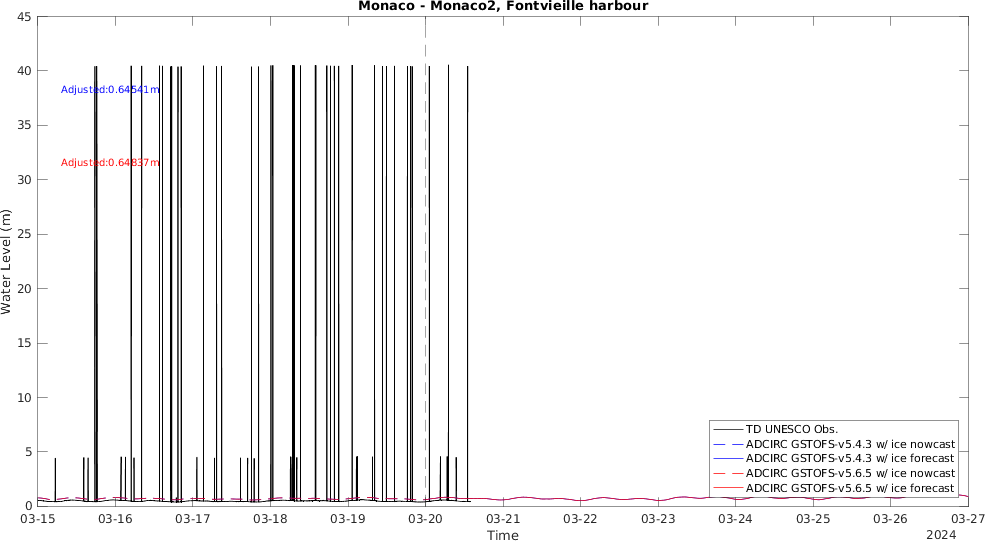 Monaco - Monaco2, Fontvieille harbour
45
40
35
30
25
20
15
10
5
0
Water Level (m)
Adjusted:0.64541m
Adjusted:0.64837m
TD UNESCO Obs.
ADCIRC GSTOFS-v5.4.3 w/ ice nowcast
ADCIRC GSTOFS-v5.4.3 w/ ice forecast
ADCIRC GSTOFS-v5.6.5 w/ ice nowcast
ADCIRC GSTOFS-v5.6.5 w/ ice forecast
03-15 03-16 03-17 03-18 03-19 03-20 03-21 03-22 03-23 03-24 03-25 03-26 03-27
Time
2024